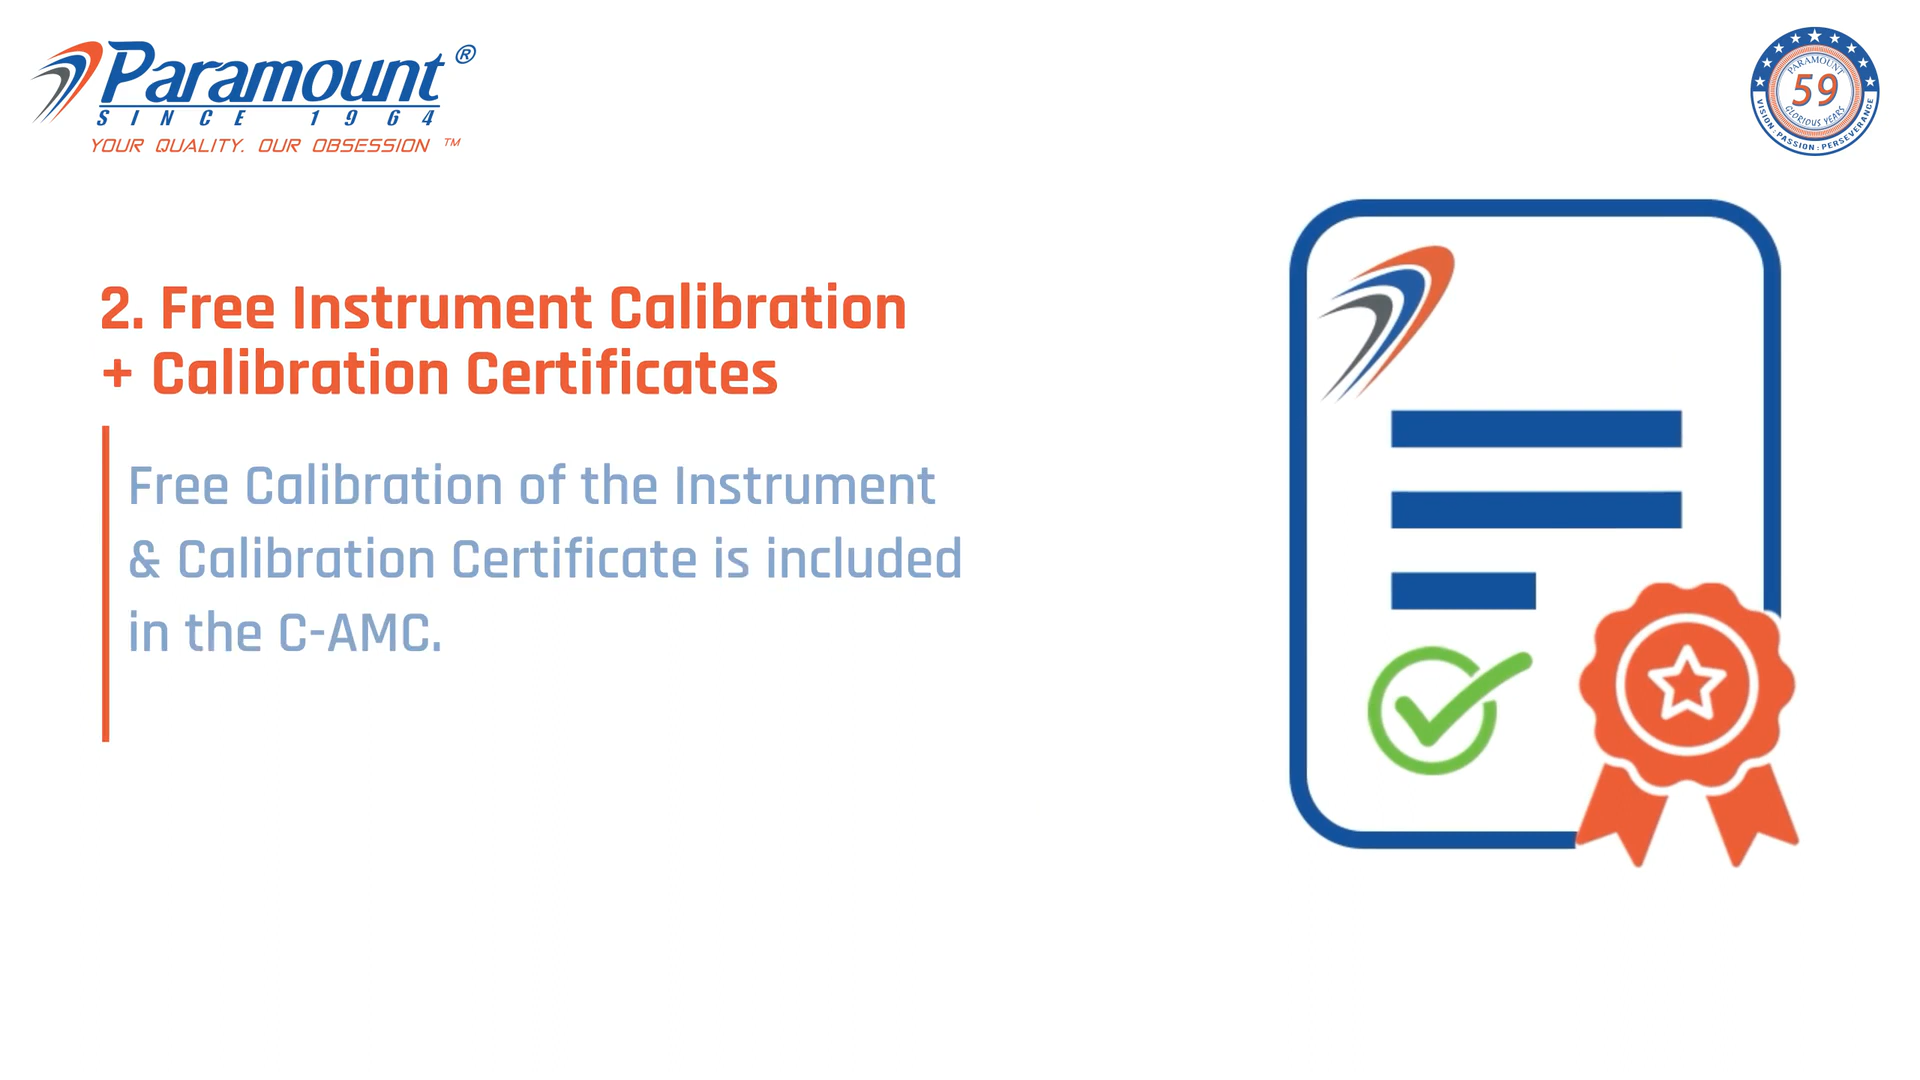 Paramount ®
SINCE 1964
YOUR QUALITY. OUR OBSESSION ™
PARAMOUNT
59
GLORIOUS YEARS
VISION : PASSION : PERSEVERANCE
2. Free Instrument Calibration
+ Calibration Certificates
Free Calibration of the Instrument
& Calibration Certificate is included
in the C-AMC.